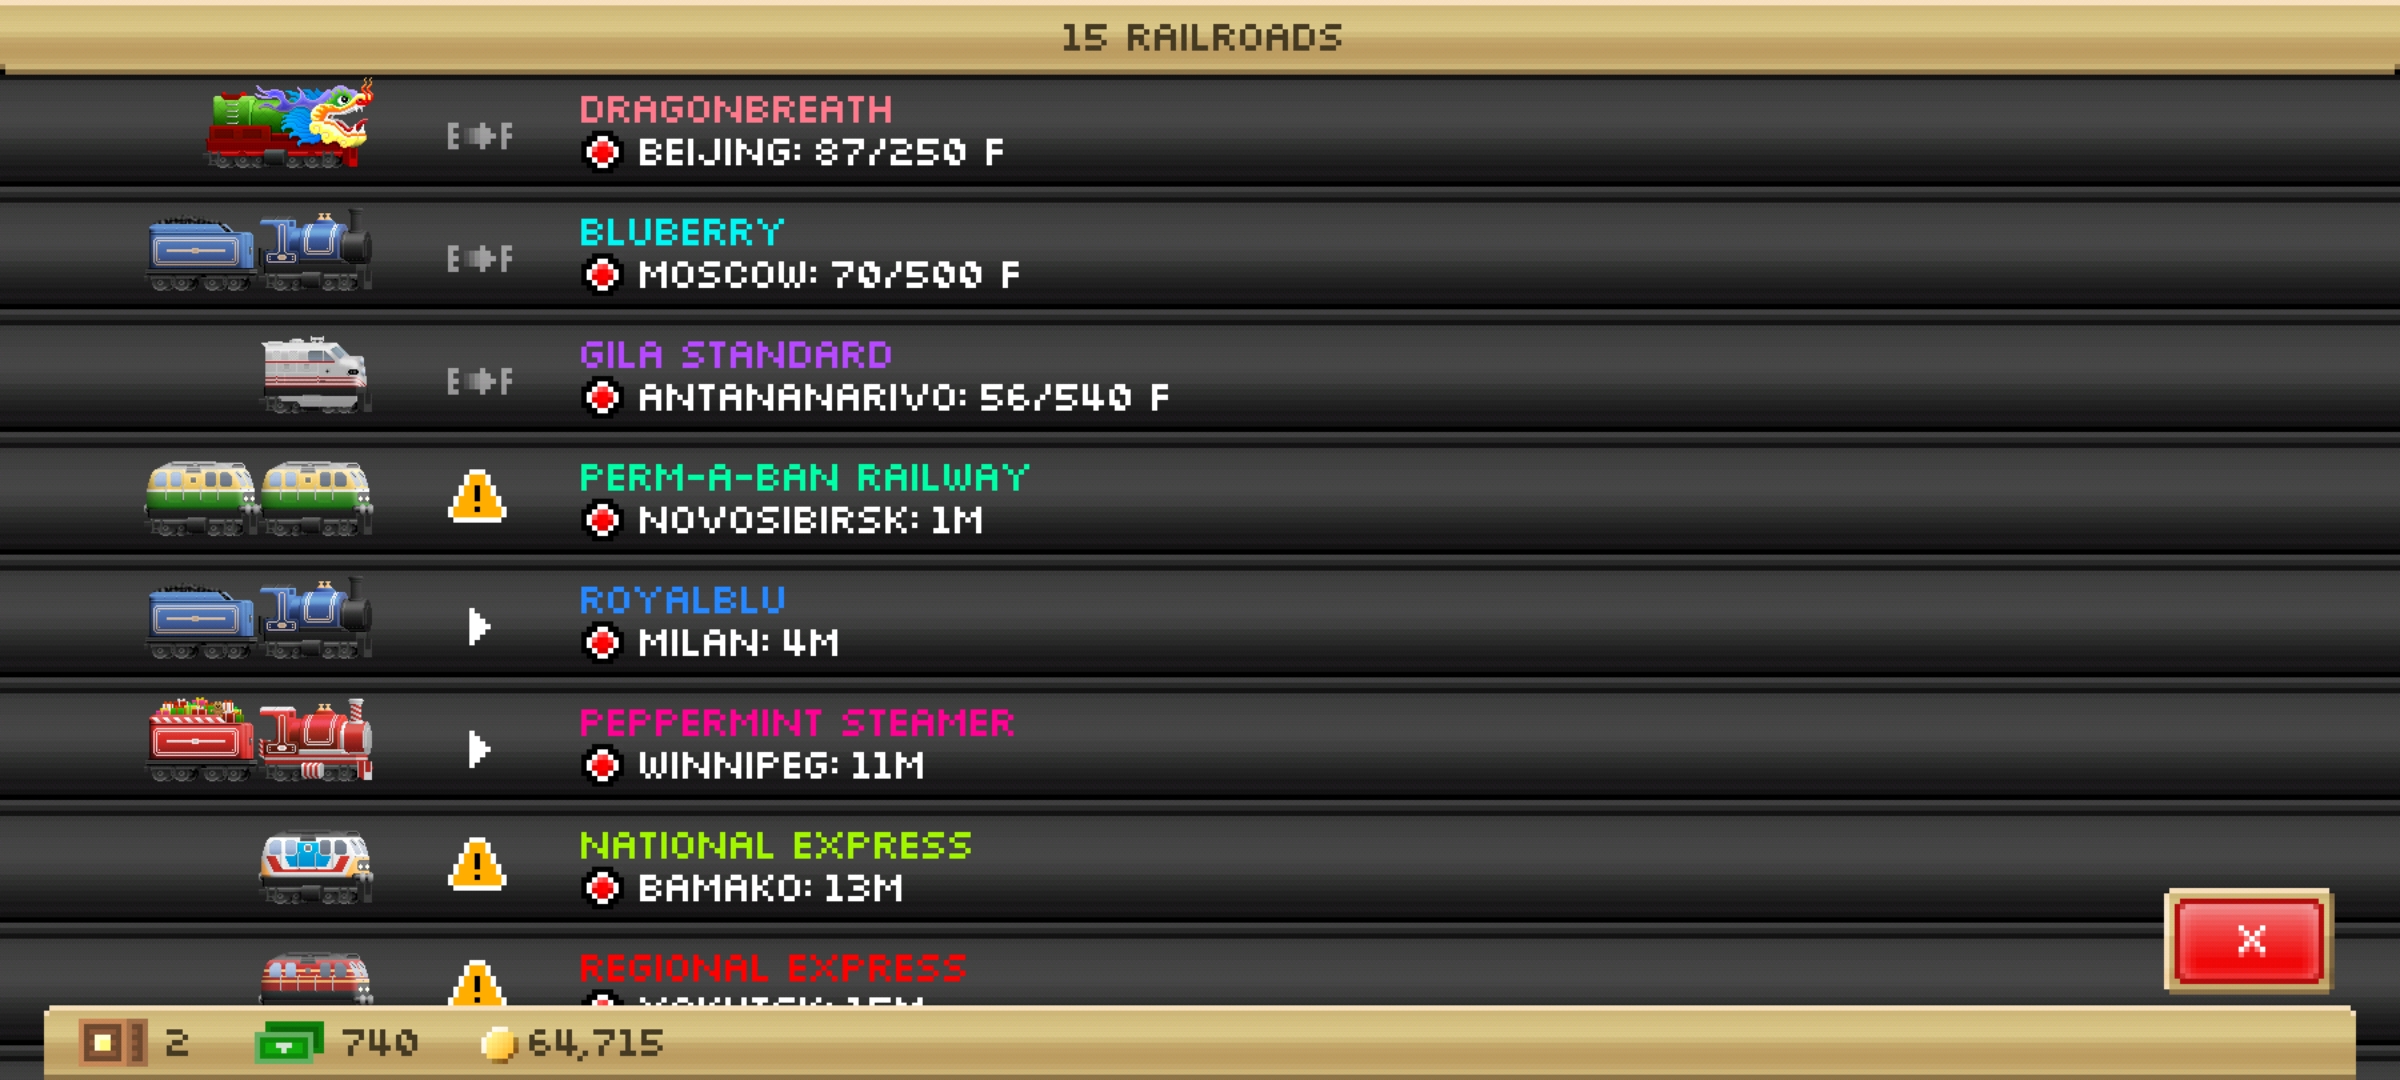 15 RAILROADS
DRAGONBREATH
E F
BEIJING: 87/250 F
BLUBERRY
E F
MOSCOW: 70/500 F
GILA STANDARD
E F
ANTANANARIVO: 56/540 F
PERM-A-BAN RAILWAY
NOVOSIBIRSK: 1M
ROYALBLU
MILAN: 4M
PEPPERMINT STEAMER
WINNIPEG: 11M
NATIONAL EXPRESS
BAMAKO: 13M
REGIONAL EXPRESS
X
2 740 64,715